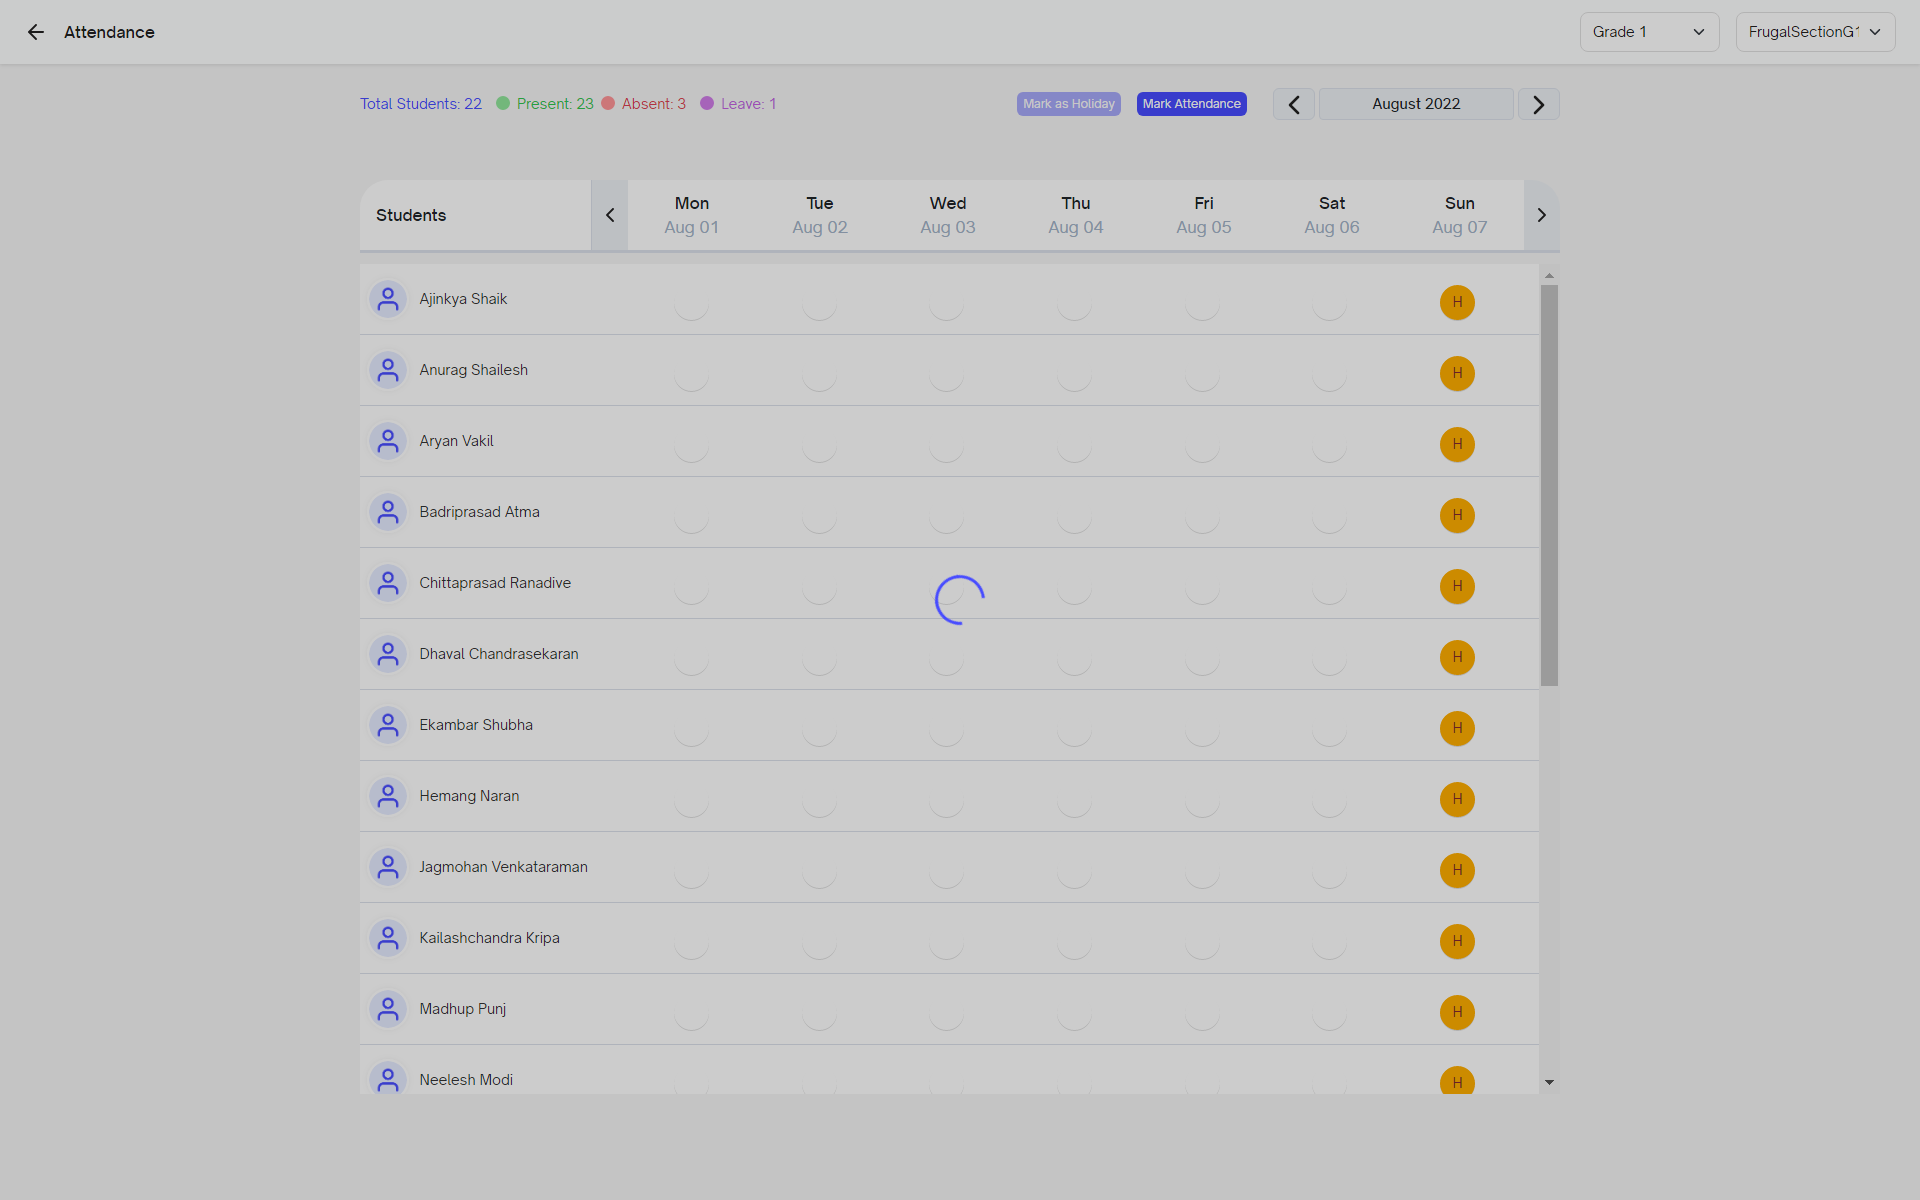 Attendance
Grade 1
FrugalSectionG1
Total Students: 22 Present: 23 Absent: 3 Leave: 1
Mark as Holiday
Mark Attendance
August 2022
Students
Mon Tue Wed Thu Fri Sat Sun
Aug 01 Aug 02 Aug 03 Aug 04 Aug 05 Aug 06 Aug 07
Ajinkya Shaik H
Anurag Shailesh H
Aryan Vakil H
Badriprasad Atma H
Chittaprasad Ranadive H
Dhaval Chandrasekaran H
Ekambar Shubha H
Hemang Naran H
Jagmohan Venkataraman H
Kailashchandra Kripa H
Madhup Punj H
Neelesh Modi H